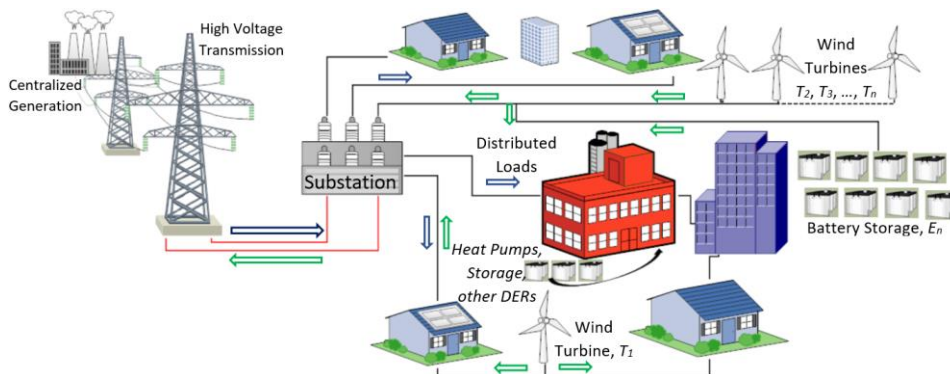 High Voltage
Transmission
Centralized
Generation
Wind
Turbines
T2, T3, ..., Tn
Distributed
Loads
Substation
Battery Storage, En
Heat Pumps,
Storage,
other DERs
Wind
Turbine, T1